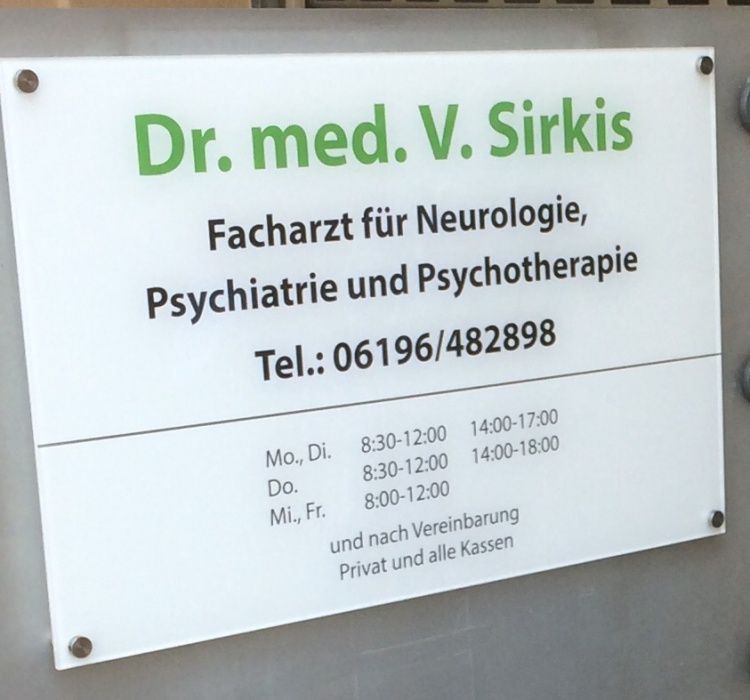 Dr. med. V. Sirkis
Facharzt für Neurologie,
Psychiatrie und Psychotherapie
Tel.: 06196/482898
Mo., Di. 8:30-12:00 14:00-17:00
Do. 8:30-12:00 14:00-18:00
Mi., Fr. 8:00-12:00
und nach Vereinbarung
Privat und alle Kassen